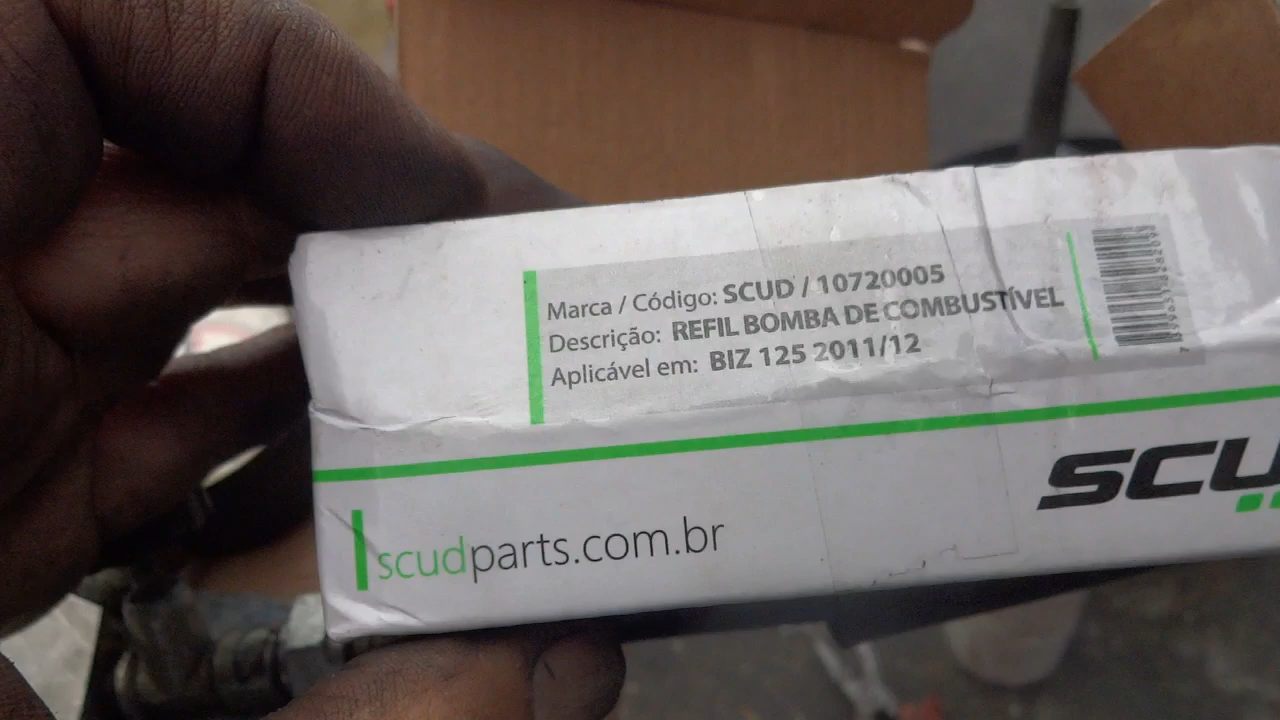 Marca / Código: SCUD / 10720005
Descrição: REFIL BOMBA DE COMBUSTÍVEL
Aplicável em: BIZ 125 2011/12
scudparts.com.br